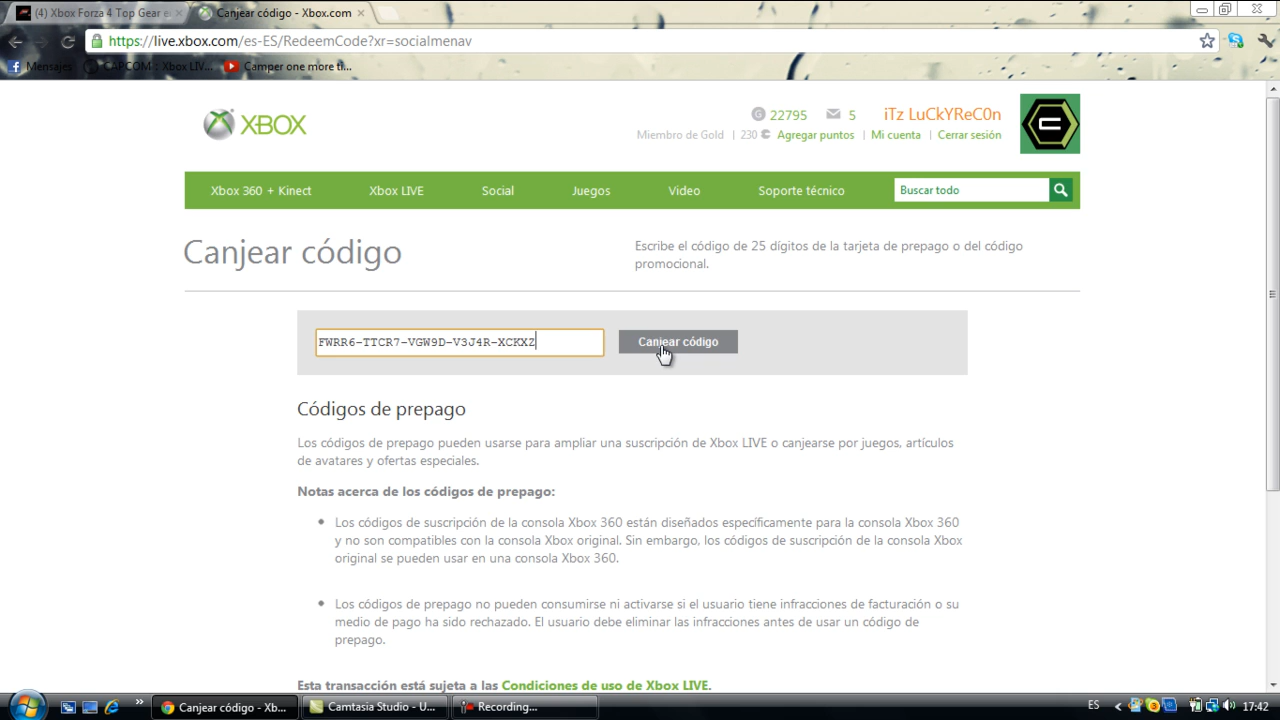 (4) Xbox Forza 4 Top Gear e
Canjear código - Xbox.com
https://live.xbox.com/es-ES/RedeemCode?xr=socialmenav
Mensajes
CAPCOM : Xbox LIV...
Camper one more ti...
XBOX
G 22795
5
iTz LuCkYReC0n
Miembro de Gold | 230 Agregar puntos | Mi cuenta | Cerrar sesión
Xbox 360 + Kinect
Xbox LIVE
Social
Juegos
Video
Soporte técnico
Buscar todo
Canjear código
Escribe el código de 25 dígitos de la tarjeta de prepago o del código
promocional.
FWRR6-TTCR7-VGW9D-V3J4R-XCKXZ
Canjear código
Códigos de prepago
Los códigos de prepago pueden usarse para ampliar una suscripción de Xbox LIVE o canjearse por juegos, artículos
de avatares y ofertas especiales.
Notas acerca de los códigos de prepago:
Los códigos de suscripción de la consola Xbox 360 están diseñados específicamente para la consola Xbox 360
y no son compatibles con la consola Xbox original. Sin embargo, los códigos de suscripción de la consola Xbox
original se pueden usar en una consola Xbox 360.
Los códigos de prepago no pueden consumirse ni activarse si el usuario tiene infracciones de facturación o su
medio de pago ha sido rechazado. El usuario debe eliminar las infracciones antes de usar un código de
prepago.
Esta transacción está sujeta a las Condiciones de uso de Xbox LIVE.
Canjear código - Xb...
Camtasia Studio - U...
Recording...
ES
17:42